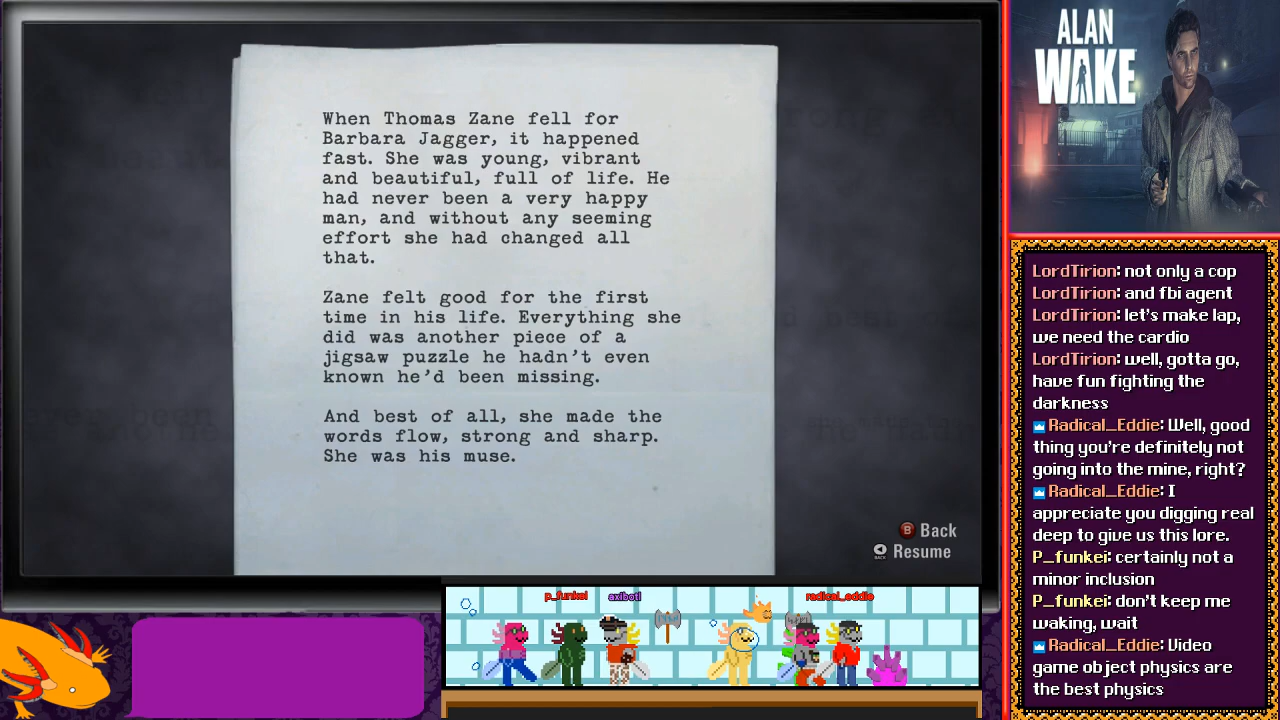 When Thomas Zane fell for
Barbara Jagger, it happened
fast. She was young, vibrant
and beautiful, full of life. He
had never been a very happy
man, and without any seeming
effort she had changed all
that.
Zane felt good for the first
time in his life. Everything she
did was another piece of a
jigsaw puzzle he hadn't even
known he'd been missing.
And best of all, she made the
words flow, strong and sharp.
She was his muse.
B Back
BACK Resume
ALAN
WAKE
LordTirion: not only a cop
LordTirion: and fbi agent
LordTirion: let's make lap,
we need the cardio
LordTirion: well, gotta go,
have fun fighting the
darkness
Radical_Eddie: Well, good
thing you're definitely not
going into the mine, right?
Radical_Eddie: I
appreciate you digging real
deep to give us this lore.
P_funkei: certainly not a
minor inclusion
P_funkei: don't keep me
waking, wait
Radical_Eddie: Video
game object physics are
the best physics
p_funkei
axibotl
radical_eddie